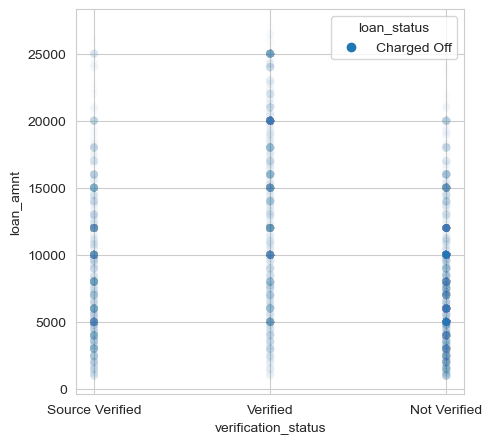 loan_status
Charged Off
25000
20000
15000
10000
5000
0
loan_amnt
Source Verified
Verified
Not Verified
verification_status